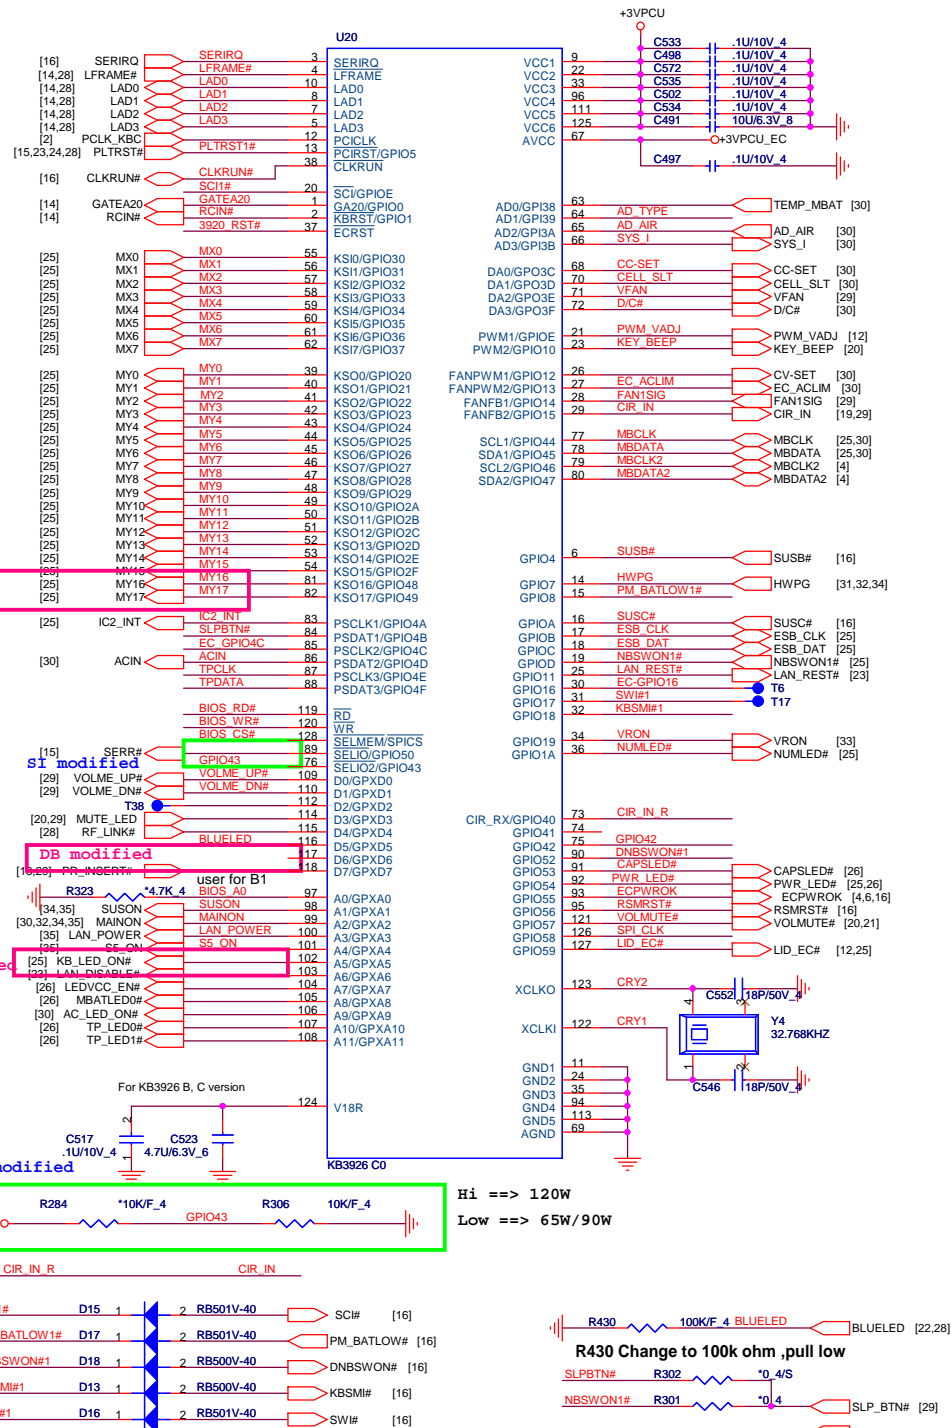 +3VPCU
U20
C533 .1U/10V_4
C498 .1U/10V_4
C572 .1U/10V_4
C535 .1U/10V_4
C502 .1U/10V_4
C534 .1U/10V_4
C491 10U/6.3V_8
+3VPCU_EC
C497 .1U/10V_4
[16] SERIRQ SERIRQ 3 SERIRQ
[14,28] LFRAME# LFRAME# 4 LFRAME
[14,28] LAD0 LAD0 10 LAD0
[14,28] LAD1 LAD1 8 LAD1
[14,28] LAD2 LAD2 7 LAD2
[14,28] LAD3 LAD3 5 LAD3
[2] PCLK_KBC 12 PCICLK
[15,23,24,28] PLTRST# PLTRST1# 13 PCIRST/GPIO5
[16] CLKRUN# CLKRUN# 38 CLKRUN
SCI1# 20 SCI/GPIOE
[14] GATEA20 GATEA20 1 GA20/GPIO0
[14] RCIN# RCIN# 2 KBRST/GPIO1
3920_RST# 37 ECRST
[25] MX0 MX0 55 KSI0/GPIO30
[25] MX1 MX1 56 KSI1/GPIO31
[25] MX2 MX2 57 KSI2/GPIO32
[25] MX3 MX3 58 KSI3/GPIO33
[25] MX4 MX4 59 KSI4/GPIO34
[25] MX5 MX5 60 KSI5/GPIO35
[25] MX6 MX6 61 KSI6/GPIO36
[25] MX7 MX7 62 KSI7/GPIO37
[25] MY0 MY0 39 KSO0/GPIO20
[25] MY1 MY1 40 KSO1/GPIO21
[25] MY2 MY2 41 KSO2/GPIO22
[25] MY3 MY3 42 KSO3/GPIO23
[25] MY4 MY4 43 KSO4/GPIO24
[25] MY5 MY5 44 KSO5/GPIO25
[25] MY6 MY6 45 KSO6/GPIO26
[25] MY7 MY7 46 KSO7/GPIO27
[25] MY8 MY8 47 KSO8/GPIO28
[25] MY9 MY9 48 KSO9/GPIO29
[25] MY10 MY10 49 KSO10/GPIO2A
[25] MY11 MY11 50 KSO11/GPIO2B
[25] MY12 MY12 51 KSO12/GPIO2C
[25] MY13 MY13 52 KSO13/GPIO2D
[25] MY14 MY14 53 KSO14/GPIO2E
[25] MY15 MY15 54 KSO15/GPIO2F
[25] MY16 MY16 81 KSO16/GPIO48
[25] MY17 MY17 82 KSO17/GPIO49
[25] IC2_INT IC2_INT 83 PSCLK1/GPIO4A
SLPBTN# 84 PSDAT1/GPIO4B
EC_GPIO4C 85 PSCLK2/GPIO4C
[30] ACIN ACIN 86 PSDAT2/GPIO4D
TPCLK 87 PSCLK3/GPIO4E
TPDATA 88 PSDAT3/GPIO4F
BIOS_RD# 119 RD
BIOS_WR# 120 WR
BIOS_CS# 128 SELMEM/SPICS
[15] SERR# 89 SELIO/GPIO50
SI modified
GPIO43 76 SELIO2/GPIO43
[29] VOLME_UP# VOLME_UP# 109 D0/GPXD0
[29] VOLME_DN# VOLME_DN# 110 D1/GPXD1
T38 112 D2/GPXD2
[20,29] MUTE_LED 114 D3/GPXD3
[28] RF_LINK# 115 D4/GPXD4
BLUELED 116 D5/GPXD5
DB modified
117 D6/GPXD6
PR_INSERT# 118 D7/GPXD7
user for B1
R323 *4.7K_4 BIOS_A0 97 A0/GPXA0
[34,35] SUSON SUSON 98 A1/GPXA1
[30,32,34,35] MAINON MAINON 99 A2/GPXA2
[35] LAN_POWER LAN_POWER 100 A3/GPXA3
[35] S5_ON S5_ON 101 A4/GPXA4
[25] KB_LED_ON# 102 A5/GPXA5
[23] LAN_DISABLE# 103 A6/GPXA6
[26] LEDVCC_EN# 104 A7/GPXA7
[26] MBATLED0# 105 A8/GPXA8
[30] AC_LED_ON# 106 A9/GPXA9
[26] TP_LED0# 107 A10/GPXA10
[26] TP_LED1# 108 A11/GPXA11
For KB3926 B, C version
124 V18R
C517 .1U/10V_4 2 1
C523 4.7U/6.3V_6
KB3926 C0
VCC1 9
VCC2 22
VCC3 33
VCC4 96
VCC5 111
VCC6 125
AVCC 67
AD0/GPI38 63 TEMP_MBAT [30]
AD1/GPI39 64 AD_TYPE
AD2/GPI3A 65 AD_AIR AD_AIR [30]
AD3/GPI3B 66 SYS_I SYS_I [30]
DA0/GPO3C 68 CC-SET CC-SET [30]
DA1/GPO3D 70 CELL_SLT CELL_SLT [30]
DA2/GPO3E 71 VFAN VFAN [29]
DA3/GPO3F 72 D/C# D/C# [30]
PWM1/GPIOE 21 PWM_VADJ PWM_VADJ [12]
PWM2/GPIO10 23 KEY_BEEP KEY_BEEP [20]
FANPWM1/GPIO12 26 CV-SET [30]
FANPWM2/GPIO13 27 EC_ACLIM EC_ACLIM [30]
FANFB1/GPIO14 28 FAN1SIG FAN1SIG [29]
FANFB2/GPIO15 29 CIR_IN CIR_IN [19,29]
SCL1/GPIO44 77 MBCLK MBCLK [25,30]
SDA1/GPIO45 78 MBDATA MBDATA [25,30]
SCL2/GPIO46 79 MBCLK2 MBCLK2 [4]
SDA2/GPIO47 80 MBDATA2 MBDATA2 [4]
GPIO4 6 SUSB# SUSB# [16]
GPIO7 14 HWPG HWPG [31,32,34]
GPIO8 15 PM_BATLOW1#
GPIOA 16 SUSC# SUSC# [16]
GPIOB 17 ESB_CLK ESB_CLK [25]
GPIOC 18 ESB_DAT ESB_DAT [25]
GPIOD 19 NBSWON1# NBSWON1# [25]
GPIO11 25 LAN_REST# LAN_REST# [23]
GPIO16 30 EC-GPIO16 T6
GPIO17 31 SWI#1 T17
GPIO18 32 KBSMI#1
GPIO19 34 VRON VRON [33]
GPIO1A 36 NUMLED# NUMLED# [25]
CIR_RX/GPIO40 73 CIR_IN_R
GPIO41 74
GPIO42 75 GPIO42
GPIO52 90 DNBSWON#1
GPIO53 91 CAPSLED# CAPSLED# [26]
GPIO54 92 PWR_LED# PWR_LED# [25,26]
GPIO55 93 ECPWROK ECPWROK [4,6,16]
GPIO56 95 RSMRST# RSMRST# [16]
GPIO57 121 VOLMUTE# VOLMUTE# [20,21]
GPIO58 126 SPI_CLK
GPIO59 127 LID_EC# LID_EC# [12,25]
XCLKO 123 CRY2
C552 18P/50V_4
4 3
Y4
32.768KHZ
XCLKI 122 CRY1
1 2
C546 18P/50V_4
GND1 11
GND2 24
GND3 35
GND4 94
GND5 113
AGND 69
modified
R284 *10K/F_4 GPIO43 R306 10K/F_4
Hi ==> 120W
Low ==> 65W/90W
CIR_IN_R CIR_IN
D15 1 2 RB501V-40 SCI# [16]
BATLOW1# D17 1 2 RB501V-40 PM_BATLOW# [16]
SWON#1 D18 1 2 RB500V-40 DNBSWON# [16]
MI#1 D13 1 2 RB500V-40 KBSMI# [16]
#1 D16 1 2 RB501V-40 SWI# [16]
R430 100K/F_4 BLUELED BLUELED [22,28]
R430 Change to 100k ohm ,pull low
SLPBTN# R302 *0_4/S
NBSWON1# R301 *0_4 SLP_BTN# [29]